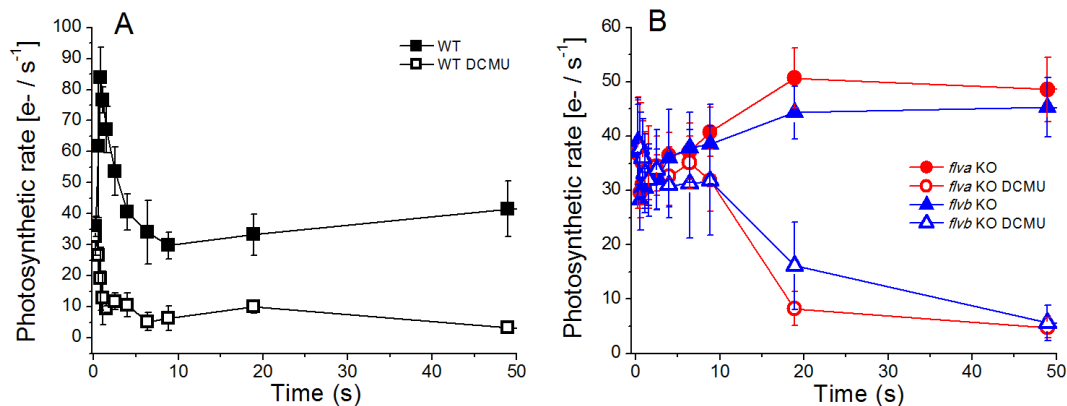 A
Photosynthetic rate [e- / s⁻¹]
100
90
80
70
60
50
40
30
20
10
0
WT
WT DCMU
0 10 20 30 40 50
Time (s)
B
Photosynthetic rate [e- / s⁻¹]
60
50
40
30
20
10
0
flva KO
flva KO DCMU
flvb KO
flvb KO DCMU
0 10 20 30 40 50
Time (s)